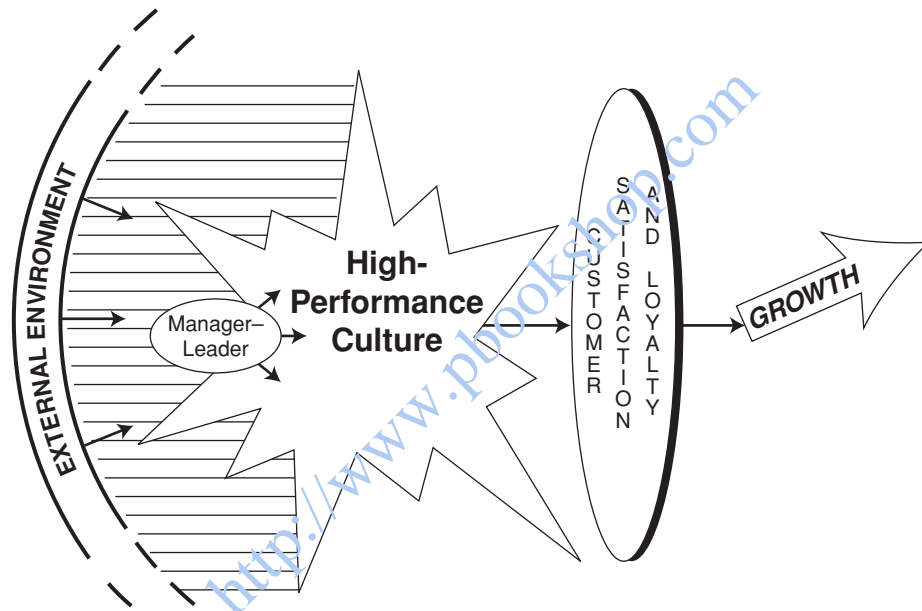 EXTERNAL ENVIRONMENT
Manager–
Leader
High-
Performance
Culture
CUSTOMER
SATISFACTION
AND LOYALTY
GROWTH
http://www.pbookshop.com